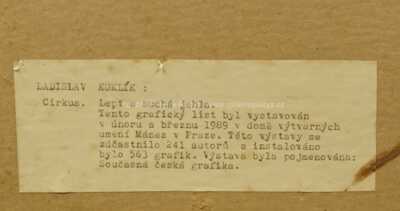 LADISLAV KUKLÍK :
Cirkus. Lept a suchá jehla.
Tento grafický list byl vystavován
v únoru a březnu 1989 v domě výtvarných
umění Mánes v Praze. Této výstavy se
zúčastnilo 241 autorů a instalováno
bylo 563 grafik. Výstava byla pojmenována:
Současná česká grafika.